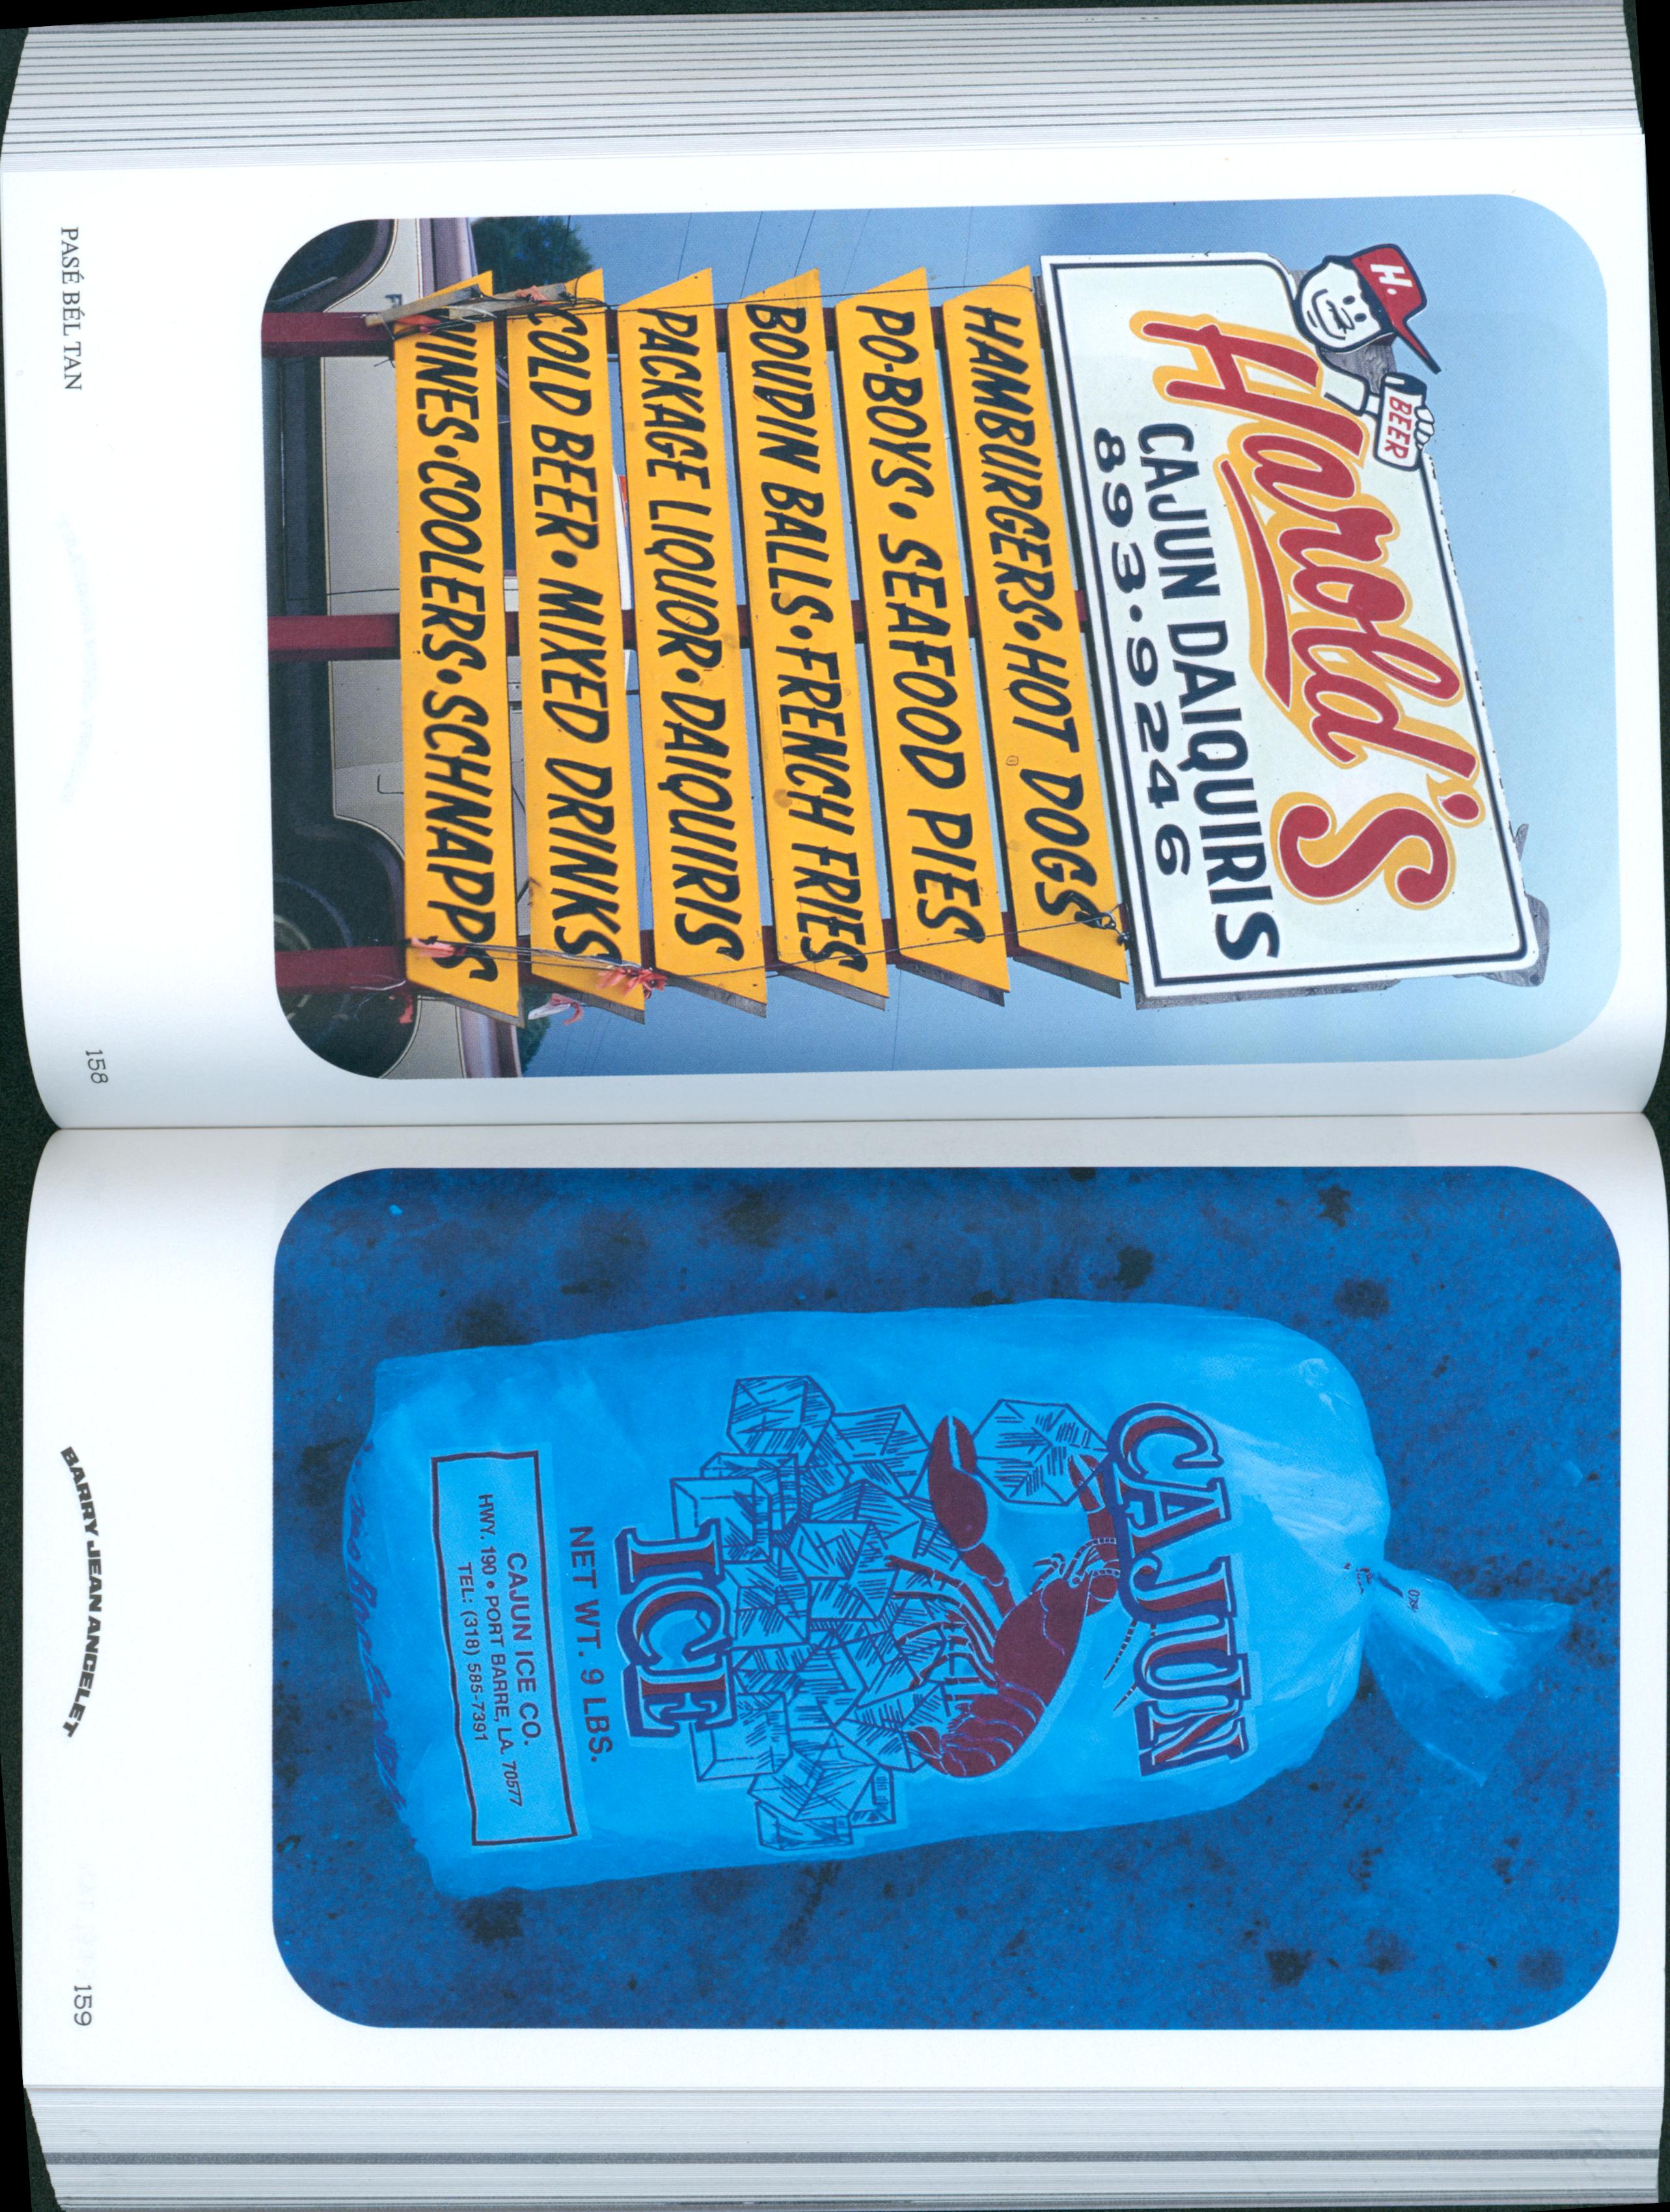 H.
BEER
Harold's
CAJUN DAIQUIRIS
893·9246
HAMBURGERS·HOT DOGS
PO-BOYS· SEAFOOD PIES
BOUDIN BALLS·FRENCH FRIES
PACKAGE LIQUOR·DAIQUIRIS
COLD BEER· MIXED DRINKS
WINES·COOLERS·SCHNAPPS
PASÉ BÉL TAN
158
CAJUN
ICE
NET WT. 9 LBS.
CAJUN ICE CO.
HWY. 190 • PORT BARRE, LA. 70577
TEL: (318) 585-7391
BARRY JEAN ANCELET
159